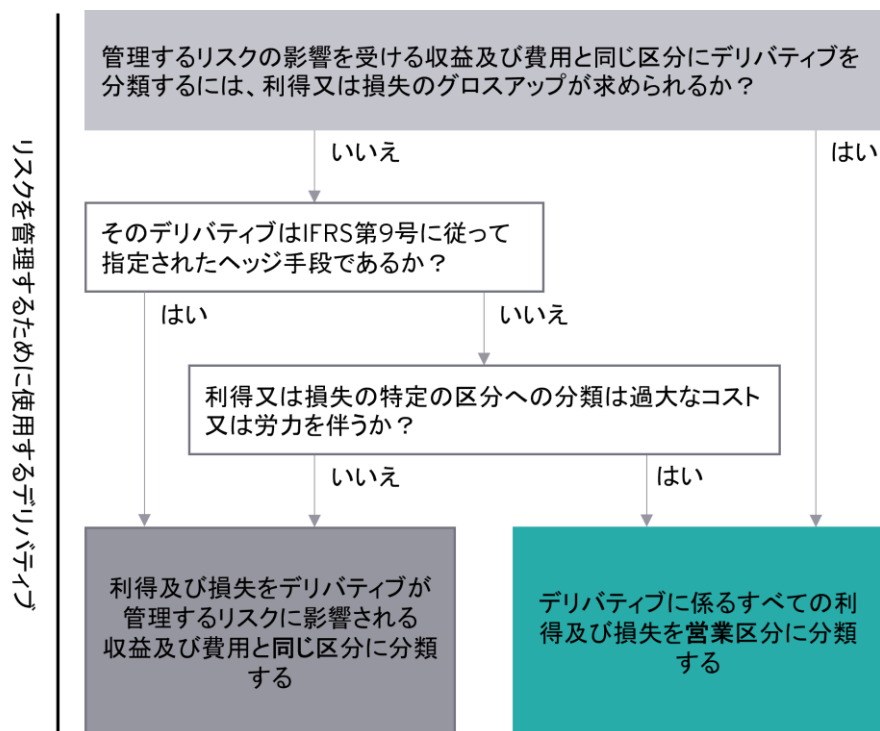 リスクを管理するために使用するデリバティブ
管理するリスクの影響を受ける収益及び費用と同じ区分にデリバティブを
分類するには、利得又は損失のグロスアップが求められるか？
いいえ
はい
そのデリバティブはIFRS第9号に従って
指定されたヘッジ手段であるか？
はい
いいえ
利得又は損失の特定の区分への分類は過大なコスト
又は労力を伴うか？
いいえ
はい
利得及び損失をデリバティブが
管理するリスクに影響される
収益及び費用と同じ区分に分類
する
デリバティブに係るすべての利
得及び損失を営業区分に分類
する